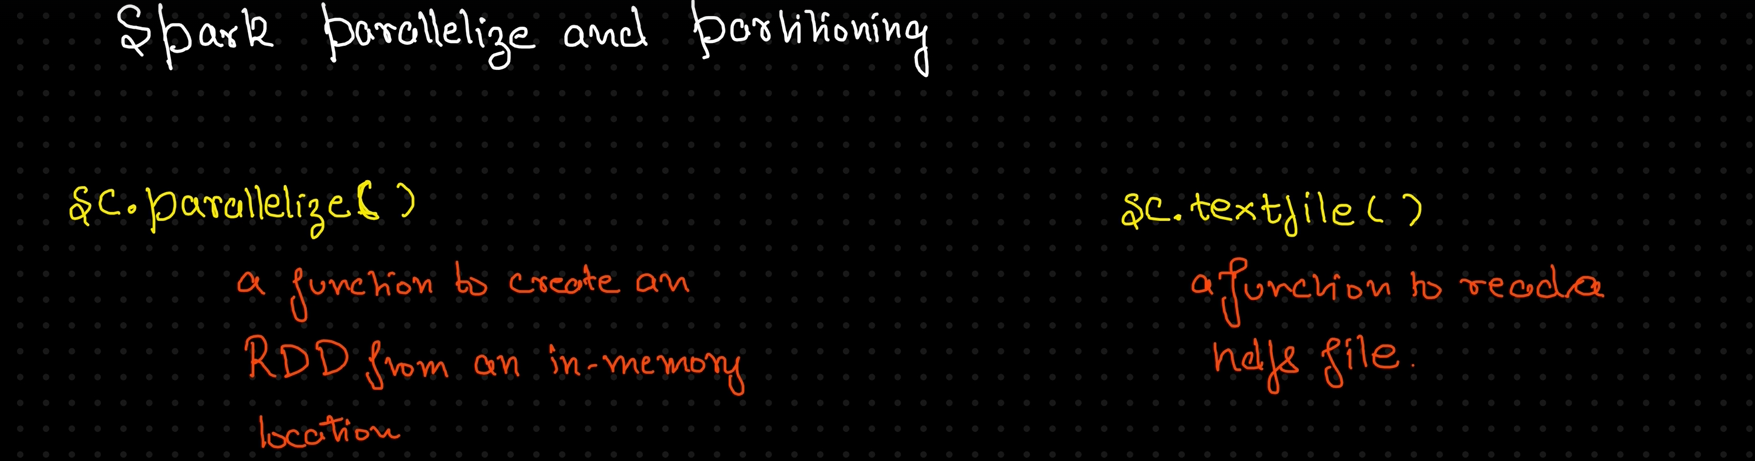 Spark parallelize and partitioning
sc.parallelize()
a function to create an
RDD from an in-memory
location
sc.textfile()
a function to read a
hdfs file.